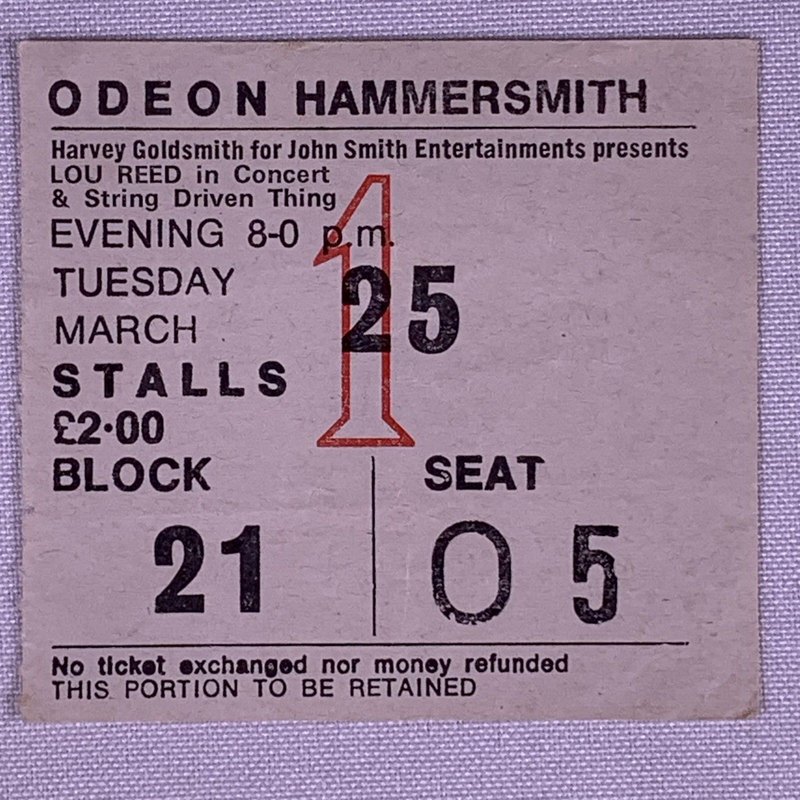 ODEON HAMMERSMITH
Harvey Goldsmith for John Smith Entertainments presents
LOU REED in Concert
& String Driven Thing
EVENING 8-0 p.m.
1
TUESDAY
MARCH 25
STALLS
£2·00
BLOCK SEAT
21 O 5
No ticket exchanged nor money refunded
THIS PORTION TO BE RETAINED